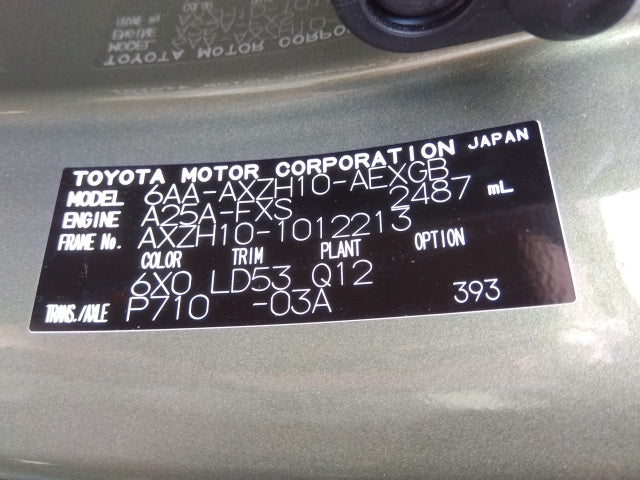 TOYOTA MOTOR CORPORATION JAPAN
MODEL 6AA-AXZH10-AEXGB
ENGINE A25A-FXS 2487 mL
FRAME No. AXZH10-1012213
COLOR TRIM PLANT OPTION
6X0 LD53 Q12
TRANS./AXLE P710 -03A 393